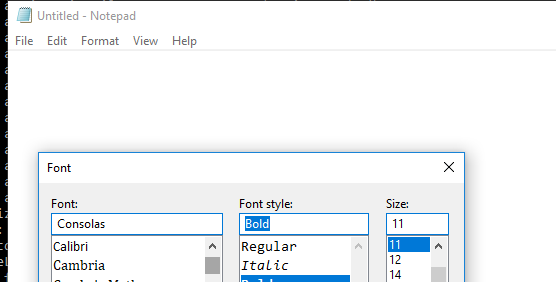 Untitled - Notepad
File Edit Format View Help
Font
Font: Font style: Size:
Consolas Bold 11
Calibri Regular 11
Cambria Italic 12
14